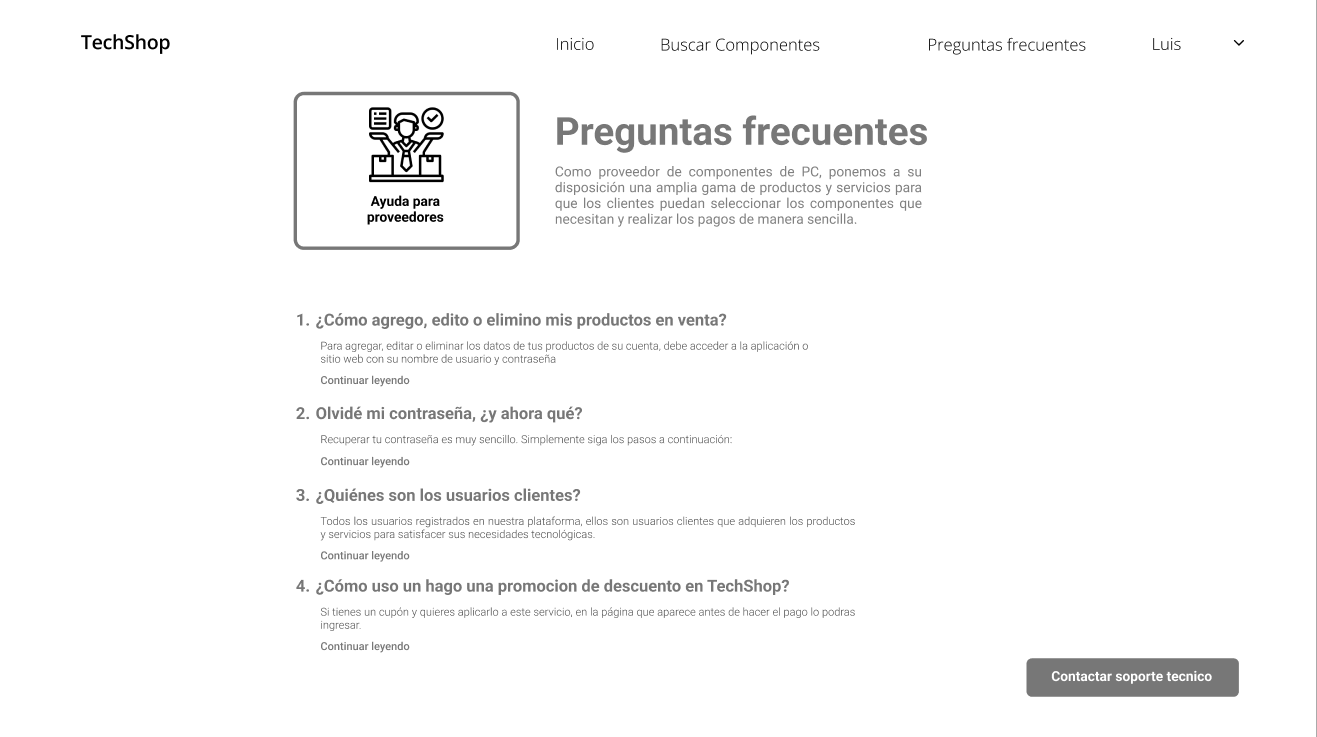 TechShop
Inicio
Buscar Componentes
Preguntas frecuentes
Luis
Ayuda para
proveedores
Preguntas frecuentes
Como proveedor de componentes de PC, ponemos a su
disposición una amplia gama de productos y servicios para
que los clientes puedan seleccionar los componentes que
necesitan y realizar los pagos de manera sencilla.
1. ¿Cómo agrego, edito o elimino mis productos en venta?
Para agregar, editar o eliminar los datos de tus productos de su cuenta, debe acceder a la aplicación o
sitio web con su nombre de usuario y contraseña
Continuar leyendo
2. Olvidé mi contraseña, ¿y ahora qué?
Recuperar tu contraseña es muy sencillo. Simplemente siga los pasos a continuación:
Continuar leyendo
3. ¿Quiénes son los usuarios clientes?
Todos los usuarios registrados en nuestra plataforma, ellos son usuarios clientes que adquieren los productos
y servicios para satisfacer sus necesidades tecnológicas.
Continuar leyendo
4. ¿Cómo uso un hago una promocion de descuento en TechShop?
Si tienes un cupón y quieres aplicarlo a este servicio, en la página que aparece antes de hacer el pago lo podras
ingresar.
Continuar leyendo
Contactar soporte tecnico